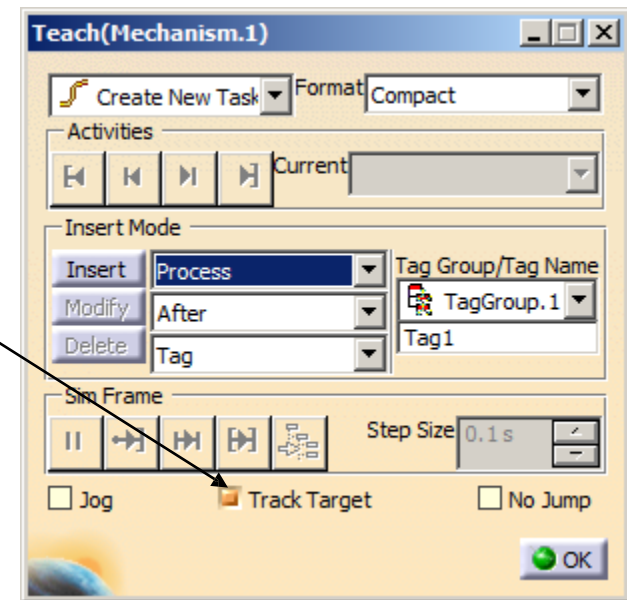 Teach(Mechanism.1)
Create New Task Format Compact
Activities
Current
Insert Mode
Insert Process Tag Group/Tag Name
Modify After TagGroup.1
Delete Tag Tag1
Sim Frame
Step Size 0.1 s
Jog Track Target No Jump
OK